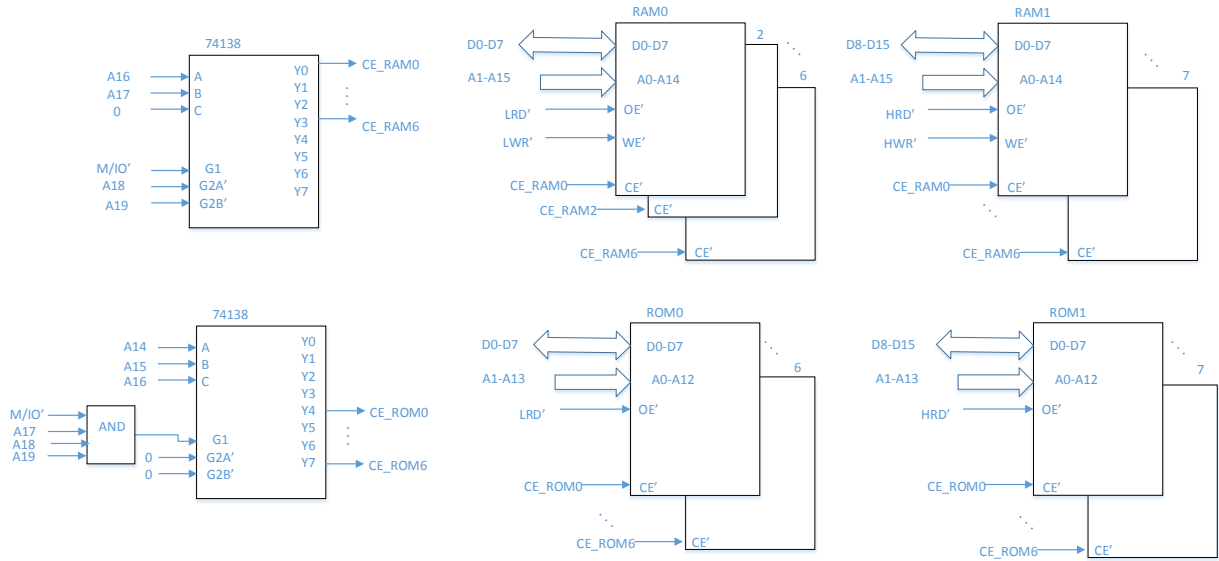 74138
A16
A17
0
M/IO'
A18
A19
A
B
C
G1
G2A'
G2B'
Y0
Y1
Y2
Y3
Y4
Y5
Y6
Y7
CE_RAM0
CE_RAM6
RAM0
D0-D7
A1-A15
LRD'
LWR'
CE_RAM0
CE_RAM2
CE_RAM6
D0-D7
A0-A14
OE'
WE'
CE'
CE'
CE'
2
6
RAM1
D8-D15
A1-A15
HRD'
HWR'
CE_RAM0
CE_RAM6
D0-D7
A0-A14
OE'
WE'
CE'
CE'
7
74138
A14
A15
A16
M/IO'
A17
A18
A19
AND
0
0
A
B
C
G1
G2A'
G2B'
Y0
Y1
Y2
Y3
Y4
Y5
Y6
Y7
CE_ROM0
CE_ROM6
ROM0
D0-D7
A1-A13
LRD'
CE_ROM0
CE_ROM6
D0-D7
A0-A12
OE'
CE'
CE'
6
ROM1
D8-D15
A1-A13
HRD'
CE_ROM0
CE_ROM6
D0-D7
A0-A12
OE'
CE'
CE'
7